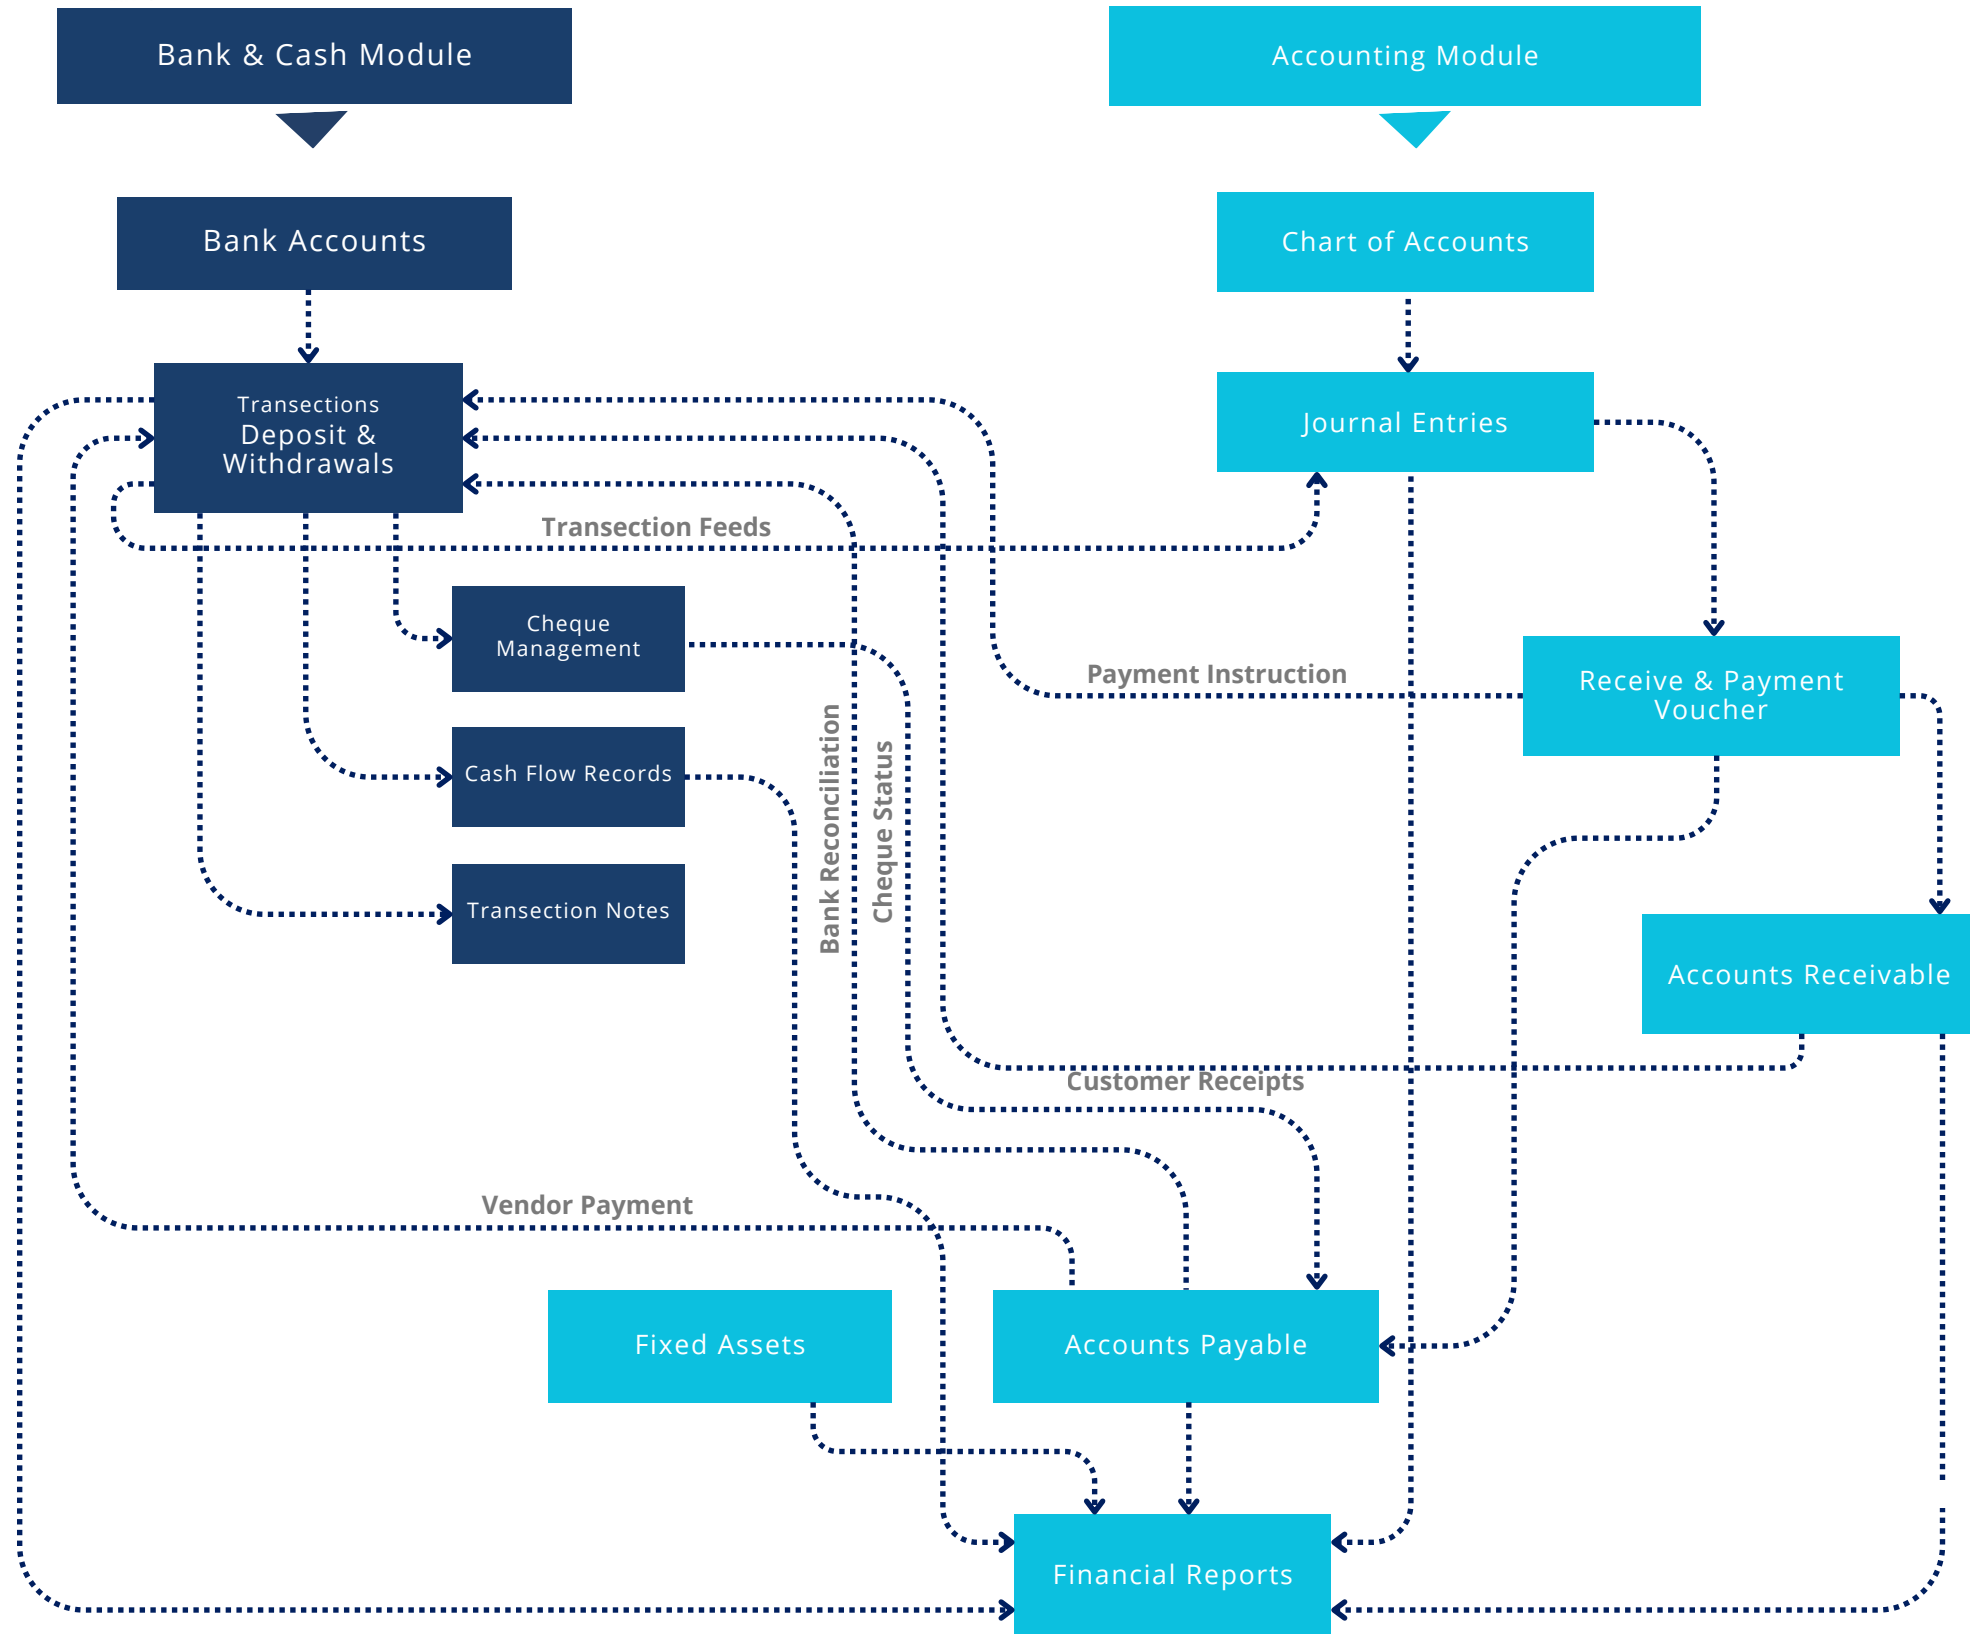 Bank & Cash Module
Accounting Module
Bank Accounts
Chart of Accounts
Transections
Deposit &
Withdrawals
Journal Entries
Transection Feeds
Cheque
Management
Payment Instruction
Receive & Payment
Voucher
Cash Flow Records
Bank Reconciliation
Cheque Status
Transection Notes
Accounts Receivable
Customer Receipts
Vendor Payment
Fixed Assets
Accounts Payable
Financial Reports